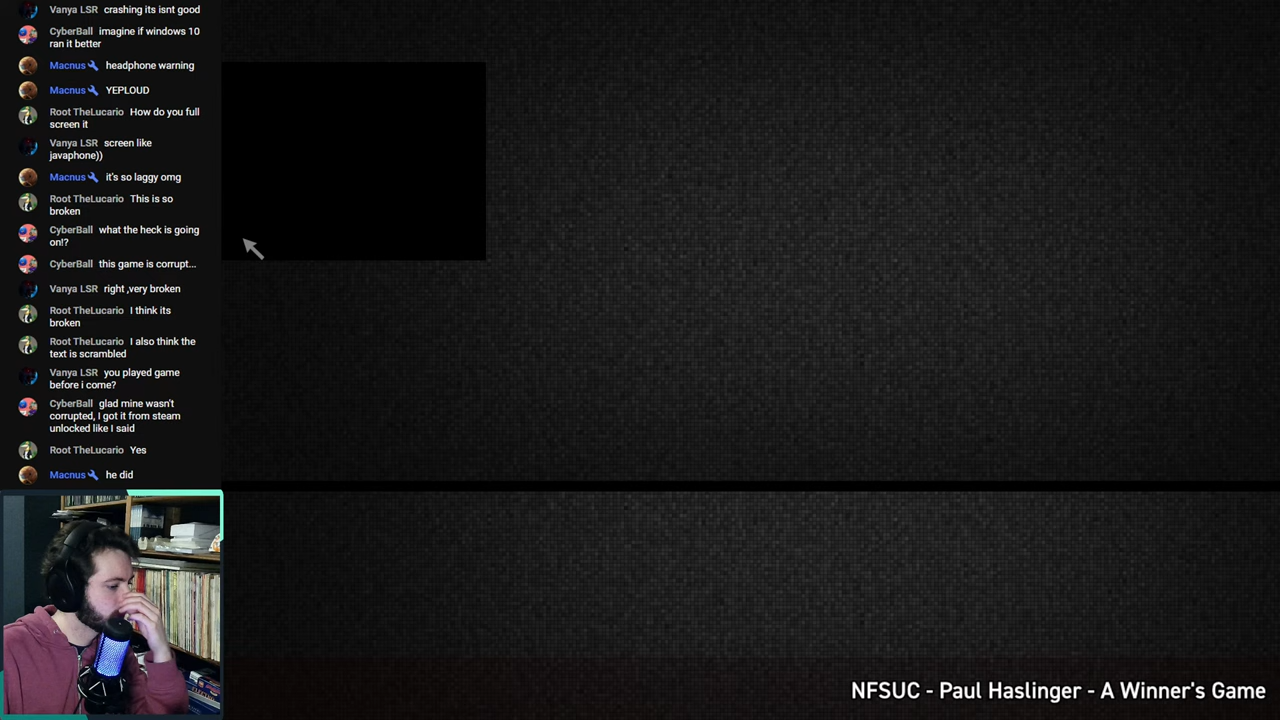 Vanya LSR crashing its isnt good
CyberBall imagine if windows 10
ran it better
Macnus headphone warning
Macnus YEPLOUD
Root TheLucario How do you full
screen it
Vanya LSR screen like
javaphone))
Macnus it's so laggy omg
Root TheLucario This is so
broken
CyberBall what the heck is going
on!?
CyberBall this game is corrupt...
Vanya LSR right ,very broken
Root TheLucario I think its
broken
Root TheLucario I also think the
text is scrambled
Vanya LSR you played game
before i come?
CyberBall glad mine wasn't
corrupted, I got it from steam
unlocked like I said
Root TheLucario Yes
Macnus he did
NFSUC - Paul Haslinger - A Winner's Game